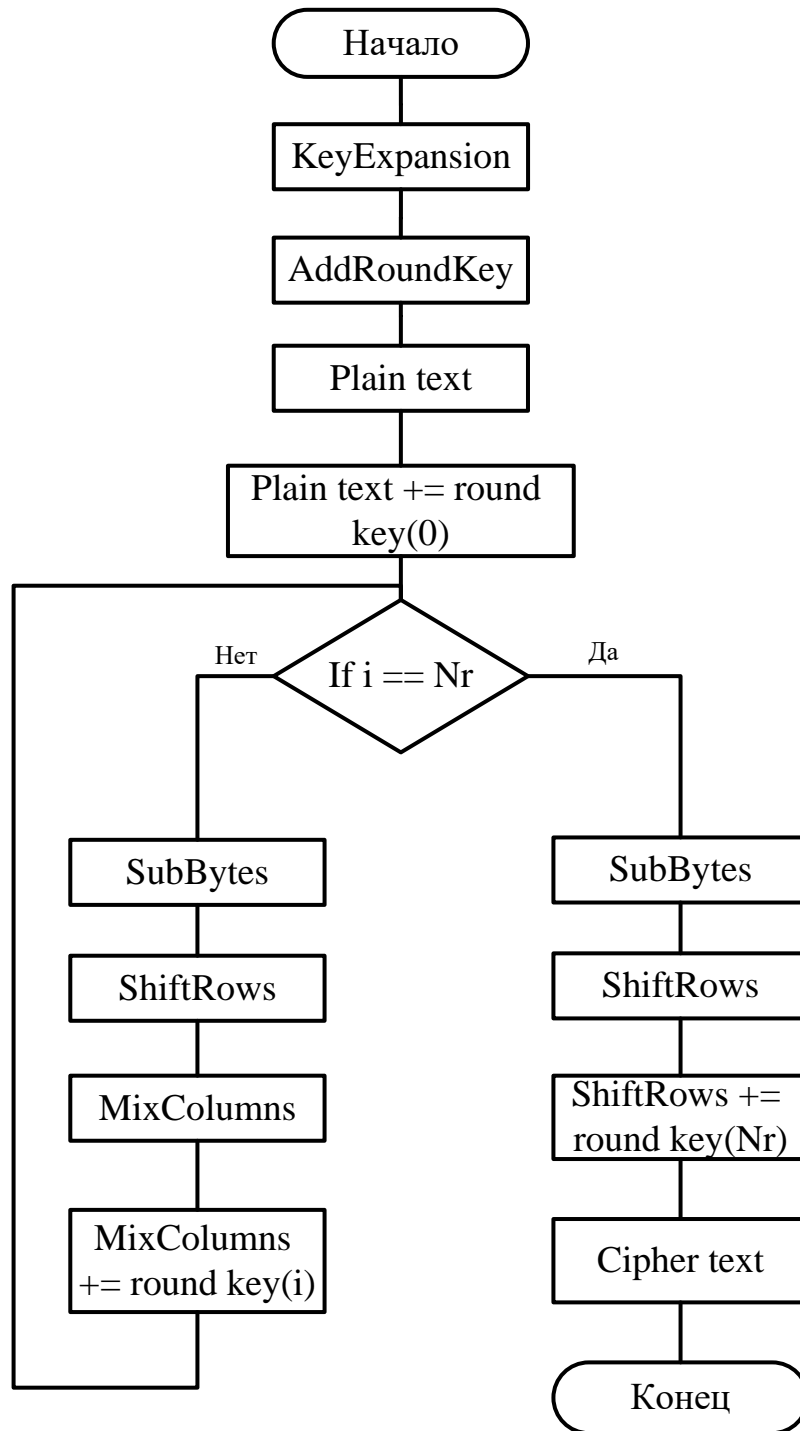 Начало
KeyExpansion
AddRoundKey
Plain text
Plain text += round
key(0)
Нет
If i == Nr
Да
SubBytes
ShiftRows
MixColumns
MixColumns
+= round key(i)
SubBytes
ShiftRows
ShiftRows +=
round key(Nr)
Cipher text
Конец